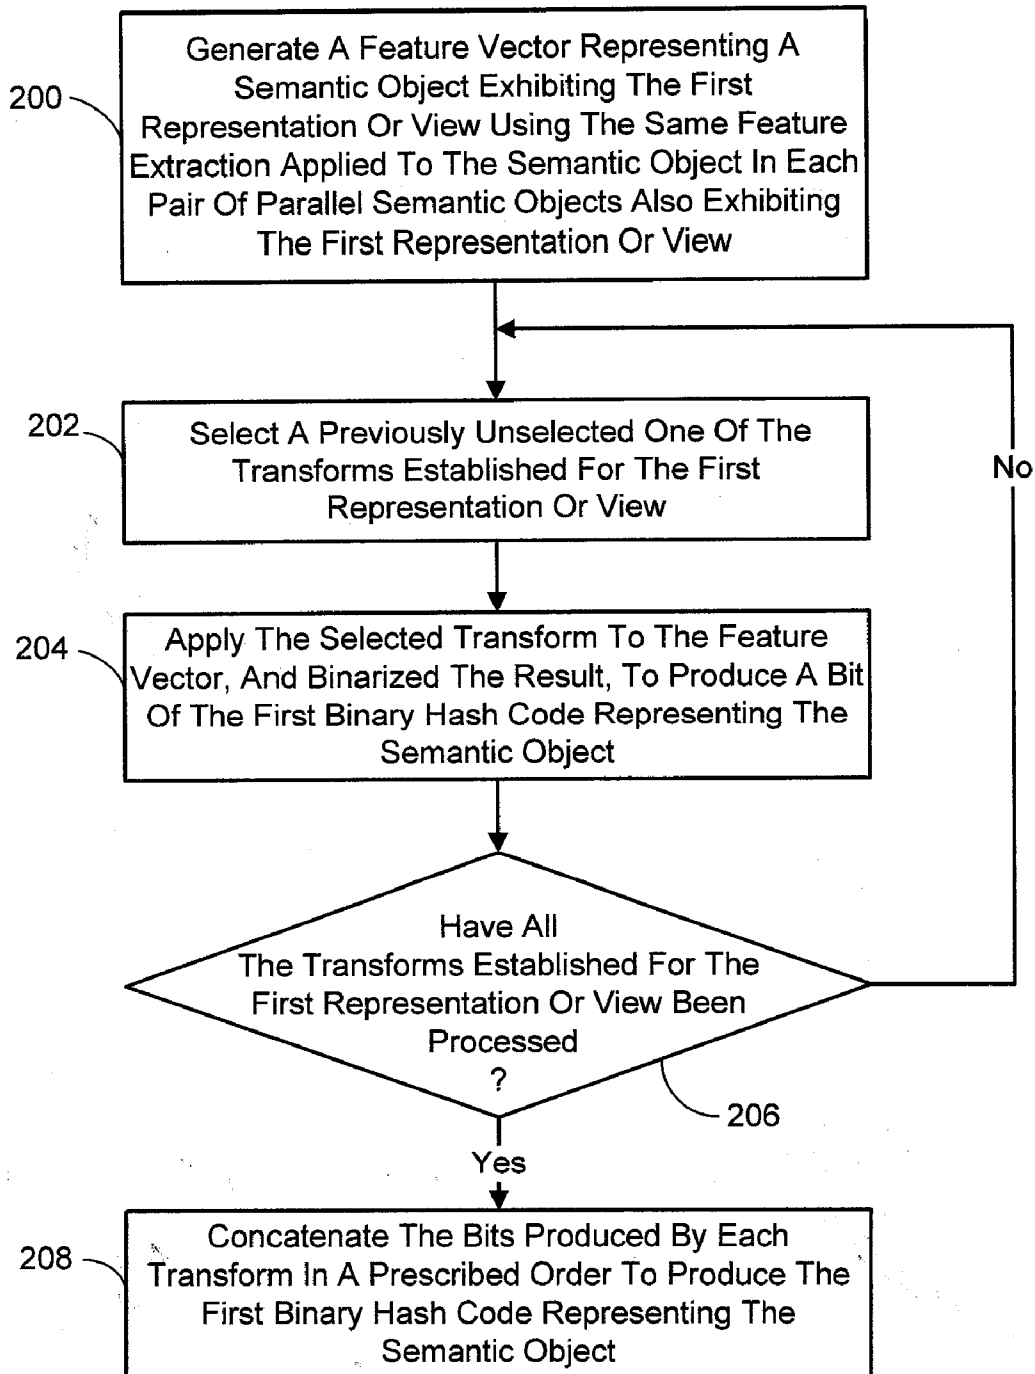 200
Generate A Feature Vector Representing A
Semantic Object Exhibiting The First
Representation Or View Using The Same Feature
Extraction Applied To The Semantic Object In Each
Pair Of Parallel Semantic Objects Also Exhibiting
The First Representation Or View
202
Select A Previously Unselected One Of The
Transforms Established For The First
Representation Or View
No
204
Apply The Selected Transform To The Feature
Vector, And Binarized The Result, To Produce A Bit
Of The First Binary Hash Code Representing The
Semantic Object
Have All
The Transforms Established For The
First Representation Or View Been
Processed
?
206
Yes
208
Concatenate The Bits Produced By Each
Transform In A Prescribed Order To Produce The
First Binary Hash Code Representing The
Semantic Object